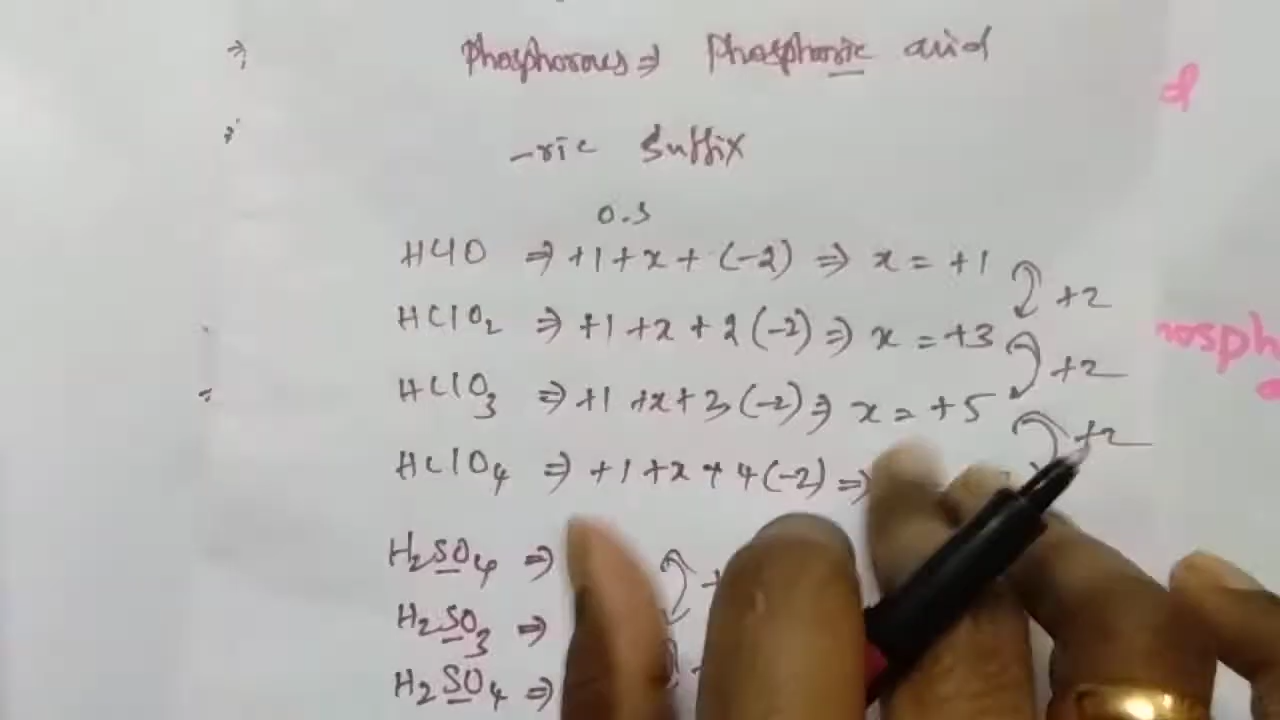 Phosphorous ⇒ Phosphoric acid
-ric Suffix
0.S
HClO ⇒ +1+x+(-2) ⇒ x = +1
+2
HClO2 ⇒ +1+x+2(-2) ⇒ x = +3
+2
HClO3 ⇒ +1+x+3(-2) ⇒ x = +5
+2
HClO4 ⇒ +1+x+4(-2) ⇒
H2SO4 ⇒
H2SO3 ⇒
H2SO4 ⇒